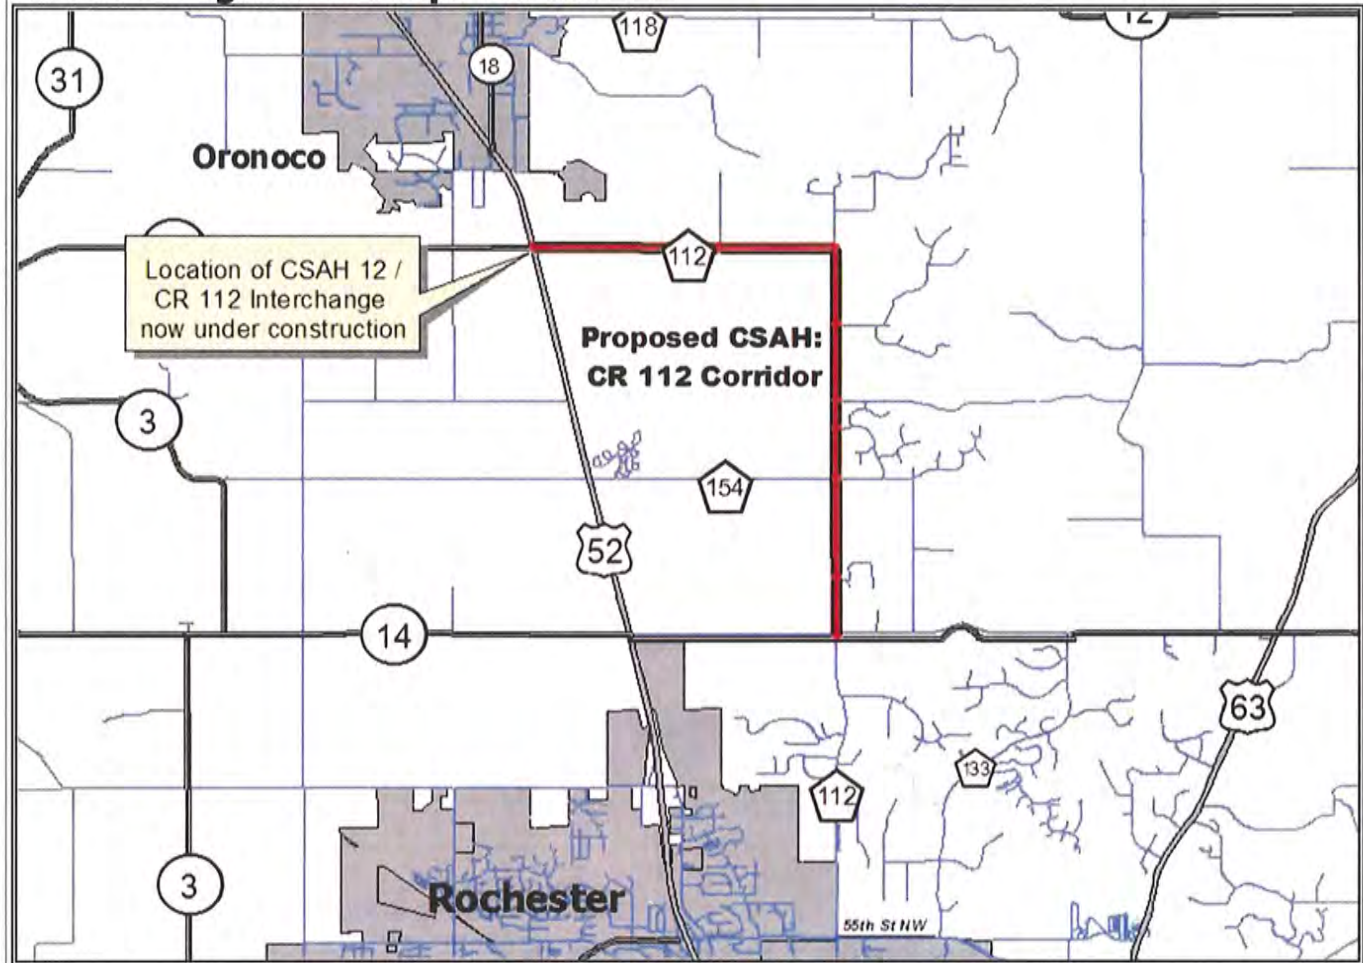 118
12
31
18
Oronoco
112
Location of CSAH 12 /
CR 112 Interchange
now under construction
Proposed CSAH:
CR 112 Corridor
3
154
52
14
63
133
112
3
Rochester
55th St NW